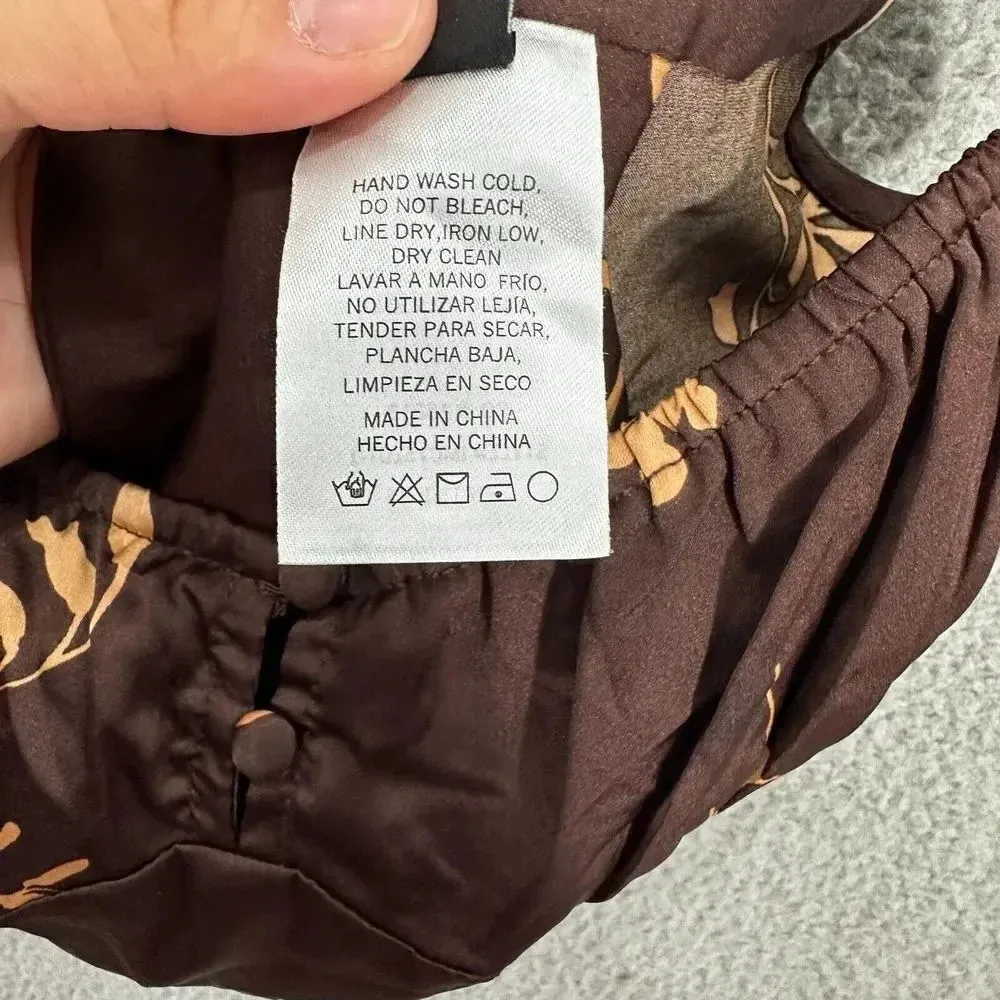 HAND WASH COLD,
DO NOT BLEACH,
LINE DRY,IRON LOW,
DRY CLEAN
LAVAR A MANO FRÍO,
NO UTILIZAR LEJÍA,
TENDER PARA SECAR,
PLANCHA BAJA,
LIMPIEZA EN SECO
MADE IN CHINA
HECHO EN CHINA